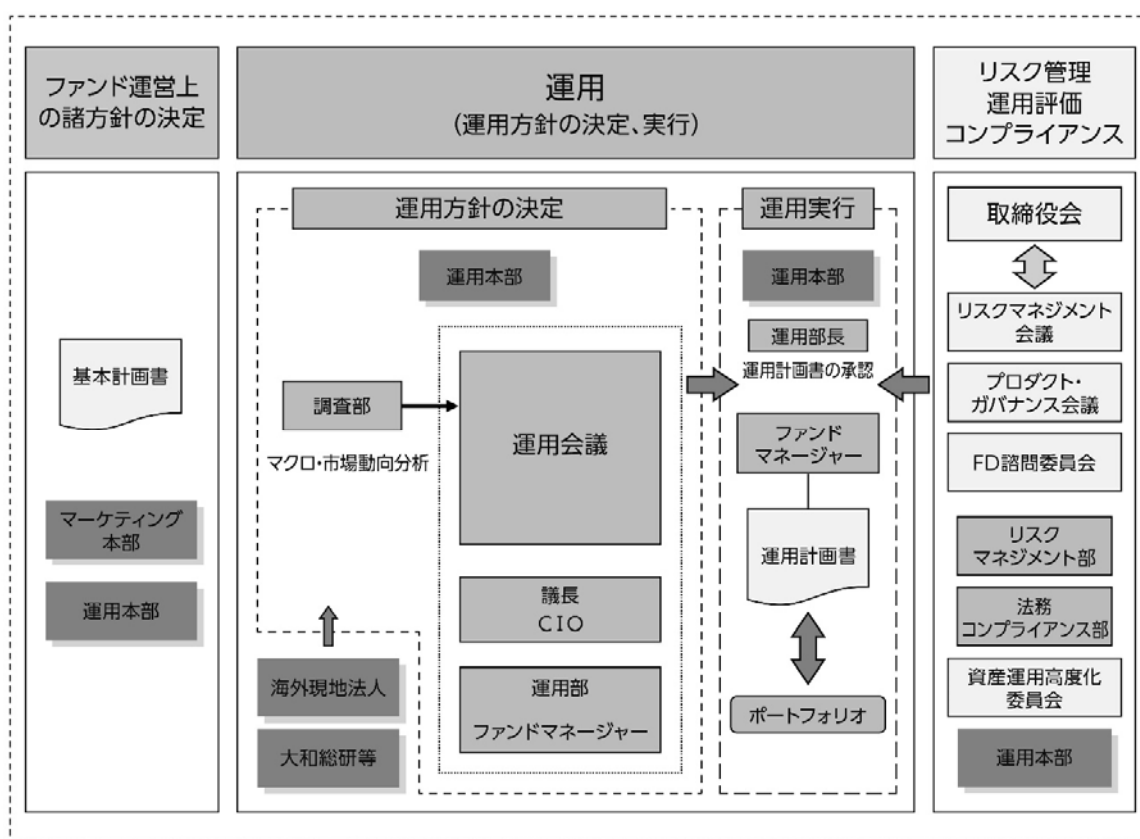 ファンド運営上
の諸方針の決定
運用
(運用方針の決定、実行)
リスク管理
運用評価
コンプライアンス
基本計画書
マーケティング
本部
運用本部
運用方針の決定
運用本部
調査部
マクロ・市場動向分析
運用会議
議長
CIO
運用部
ファンドマネージャー
海外現地法人
大和総研等
運用実行
運用本部
運用部長
運用計画書の承認
ファンド
マネージャー
運用計画書
ポートフォリオ
取締役会
リスクマネジメント
会議
プロダクト・
ガバナンス会議
FD諮問委員会
リスク
マネジメント部
法務
コンプライアンス部
資産運用高度化
委員会
運用本部